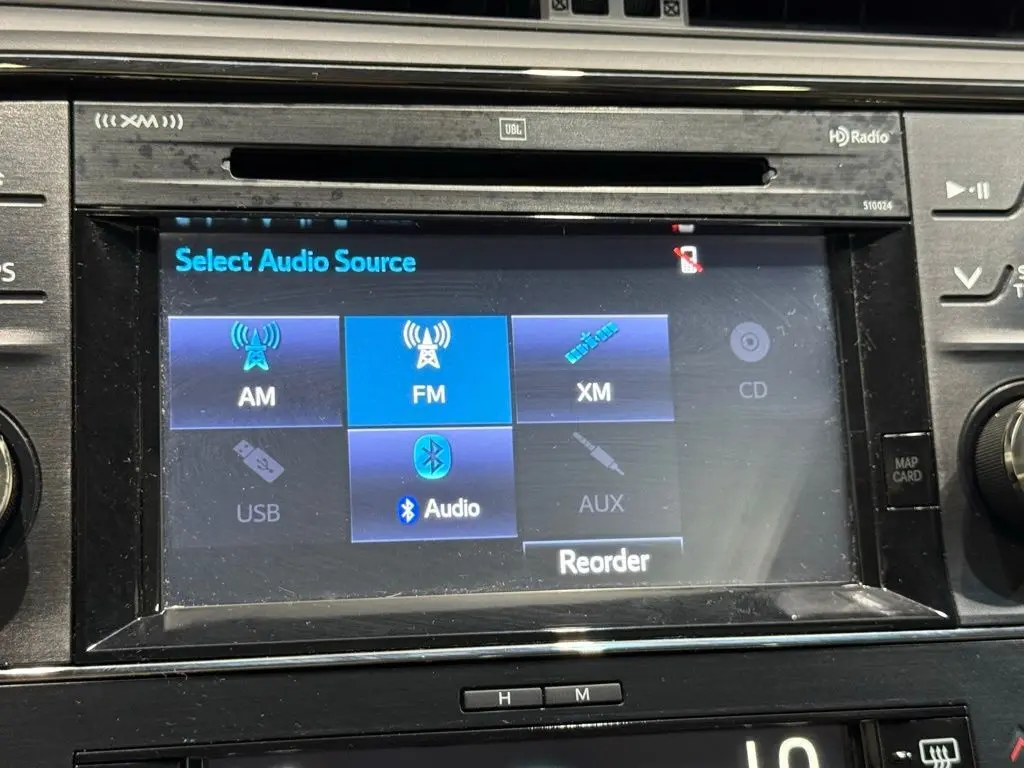 XM
JBL
HD Radio
510024
Select Audio Source
AM
FM
XM
CD
USB
Audio
AUX
Reorder
MAP
CARD
H
M